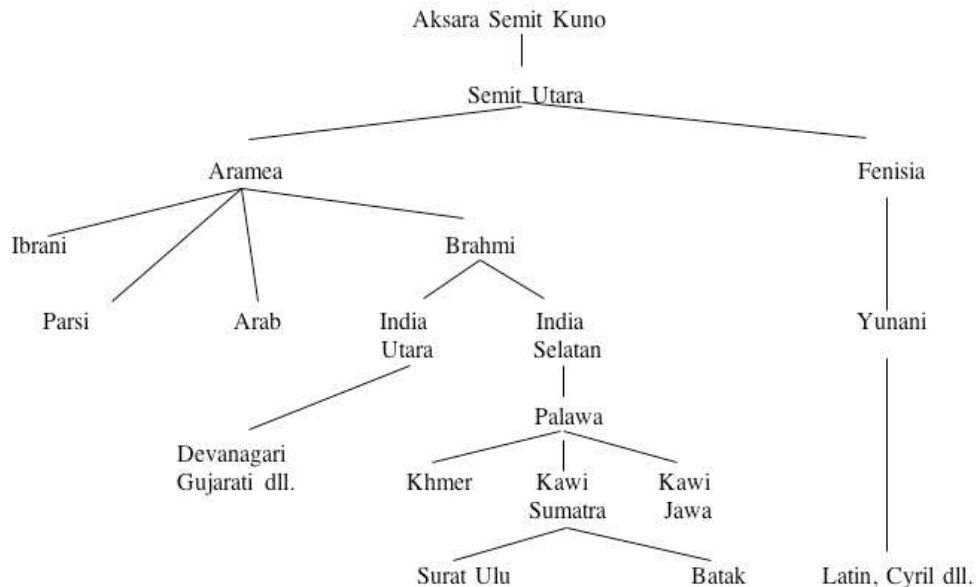 Aksara Semit Kuno
Semit Utara
Aramea
Fenisia
Ibrani
Brahmi
Parsi
Arab
India
Utara
India
Selatan
Yunani
Palawa
Devanagari
Gujarati dll.
Khmer
Kawi
Sumatra
Kawi
Jawa
Surat Ulu
Batak
Latin, Cyril dll.